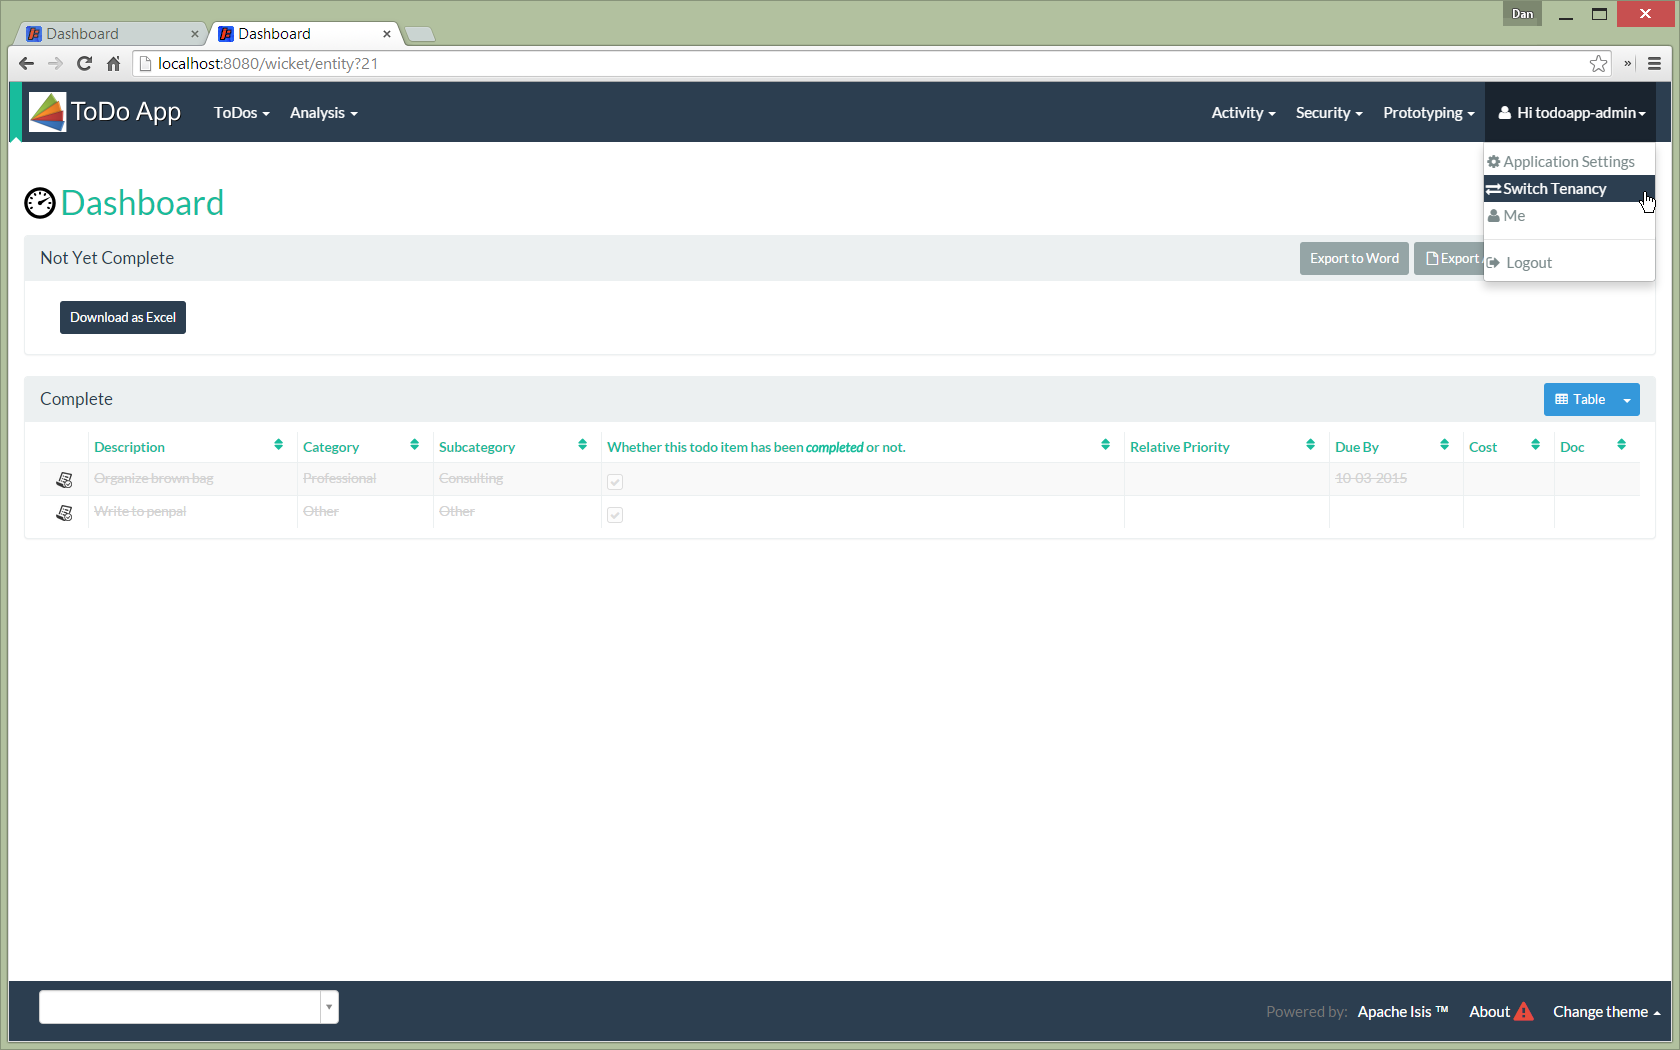 Dan
Dashboard
Dashboard
localhost:8080/wicket/entity?21
ToDo App
ToDos
Analysis
Activity
Security
Prototyping
Hi todoapp-admin
Application Settings
Switch Tenancy
Me
Logout
Dashboard
Not Yet Complete
Export to Word
Export
Download as Excel
Complete
Table
Description Category Subcategory Whether this todo item has been completed or not. Relative Priority Due By Cost Doc
Organize brown bag Professional Consulting 10-03-2015
Write to penpal Other Other
Powered by: Apache Isis ™ About Change theme